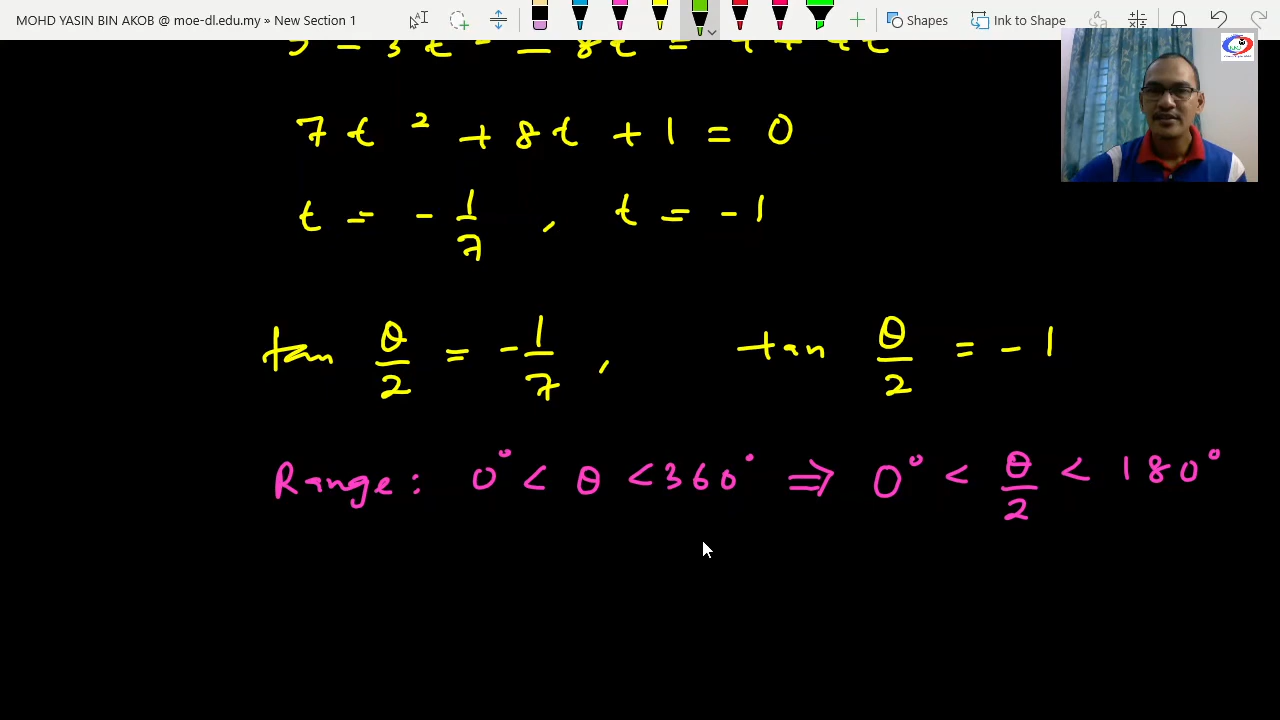 MOHD YASIN BIN AKOB @ moe-dl.edu.my » New Section 1
Shapes
Ink to Shape
7t² + 8t + 1 = 0
t = -1/7 , t = -1
tan θ/2 = -1/7 , tan θ/2 = -1
Range: 0° < θ < 360° ⇒ 0° < θ/2 < 180°